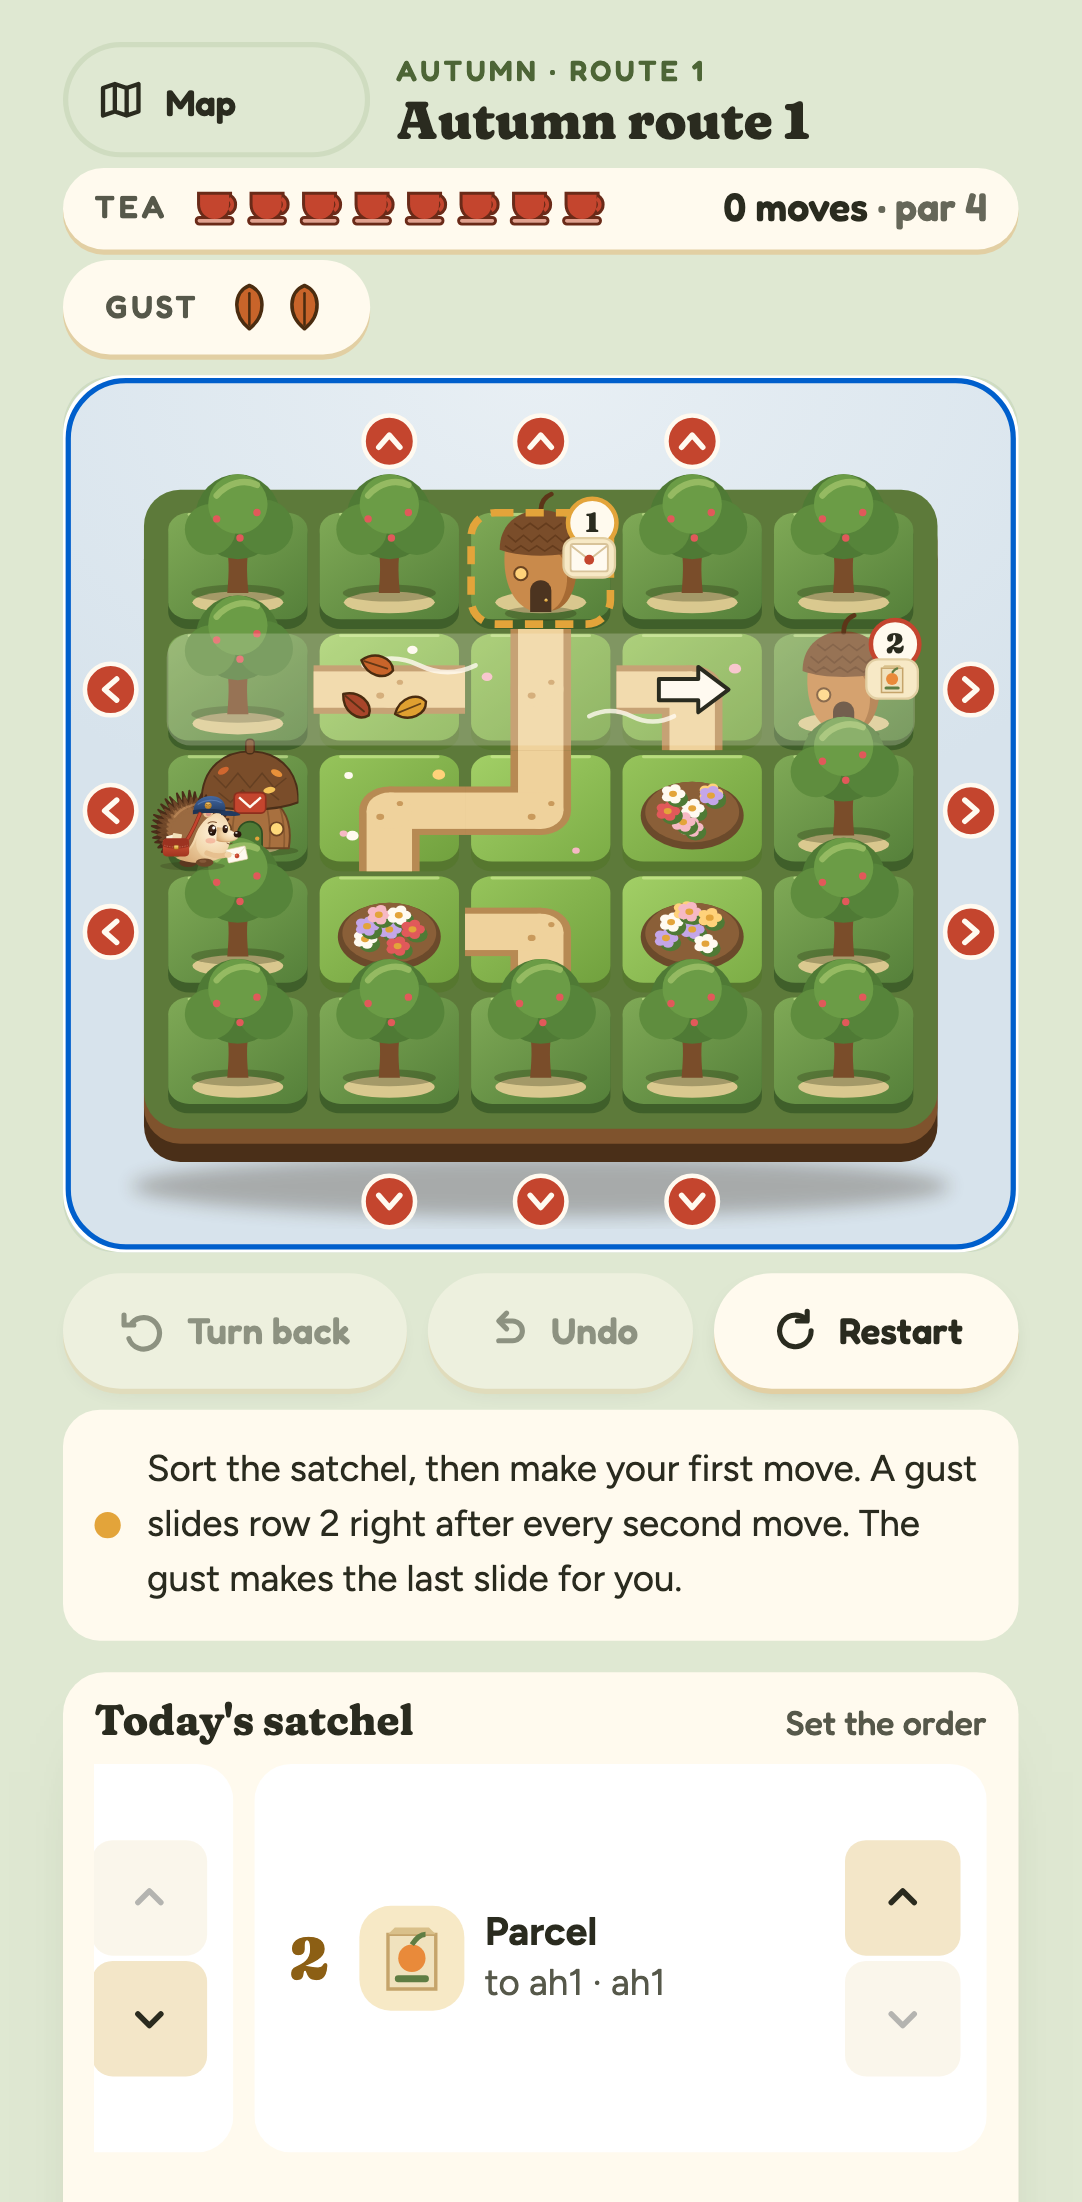 Map
AUTUMN · ROUTE 1
Autumn route 1
TEA
0 moves · par 4
GUST
1
2
Turn back
Undo
Restart
Sort the satchel, then make your first move. A gust
slides row 2 right after every second move. The
gust makes the last slide for you.
Today's satchel
Set the order
2
Parcel
to ah1 · ah1